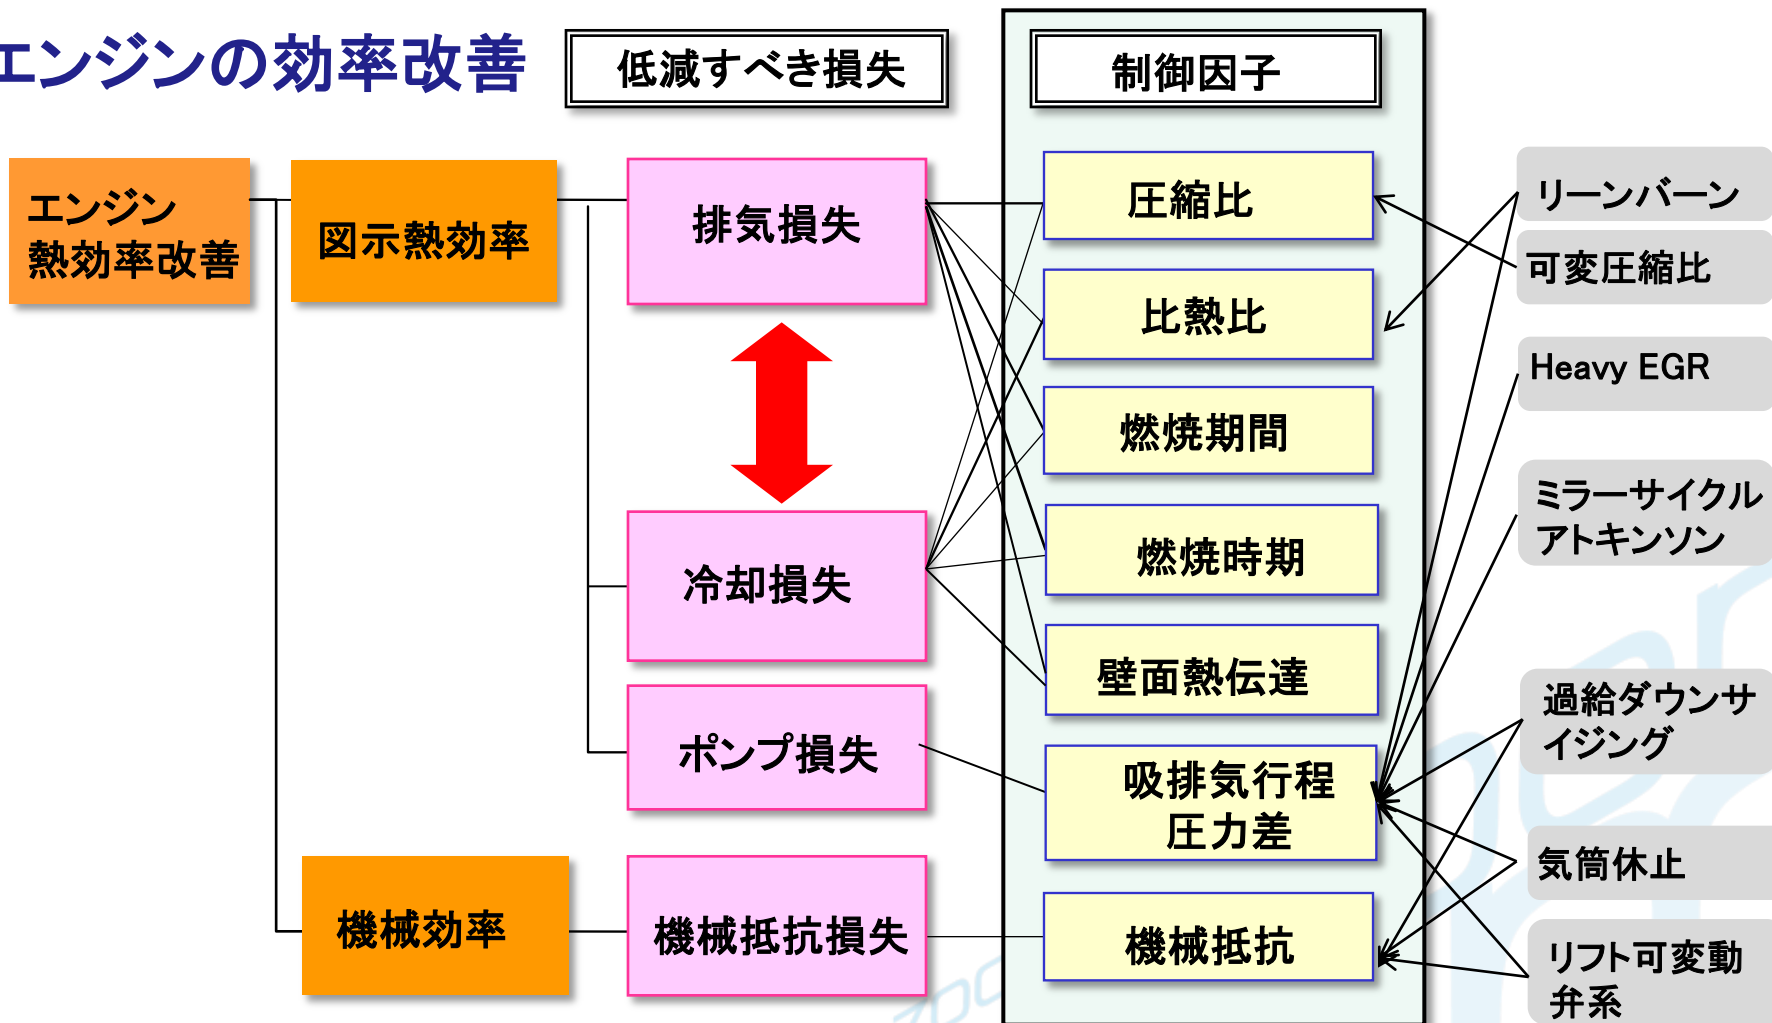 エンジンの効率改善
低減すべき損失
制御因子
エンジン
熱効率改善
図示熱効率
機械効率
排気損失
冷却損失
ポンプ損失
機械抵抗損失
圧縮比
比熱比
燃焼期間
燃焼時期
壁面熱伝達
吸排気行程
圧力差
機械抵抗
リーンバーン
可変圧縮比
Heavy EGR
ミラーサイクル
アトキンソン
過給ダウンサ
イジング
気筒休止
リフト可変動
弁系